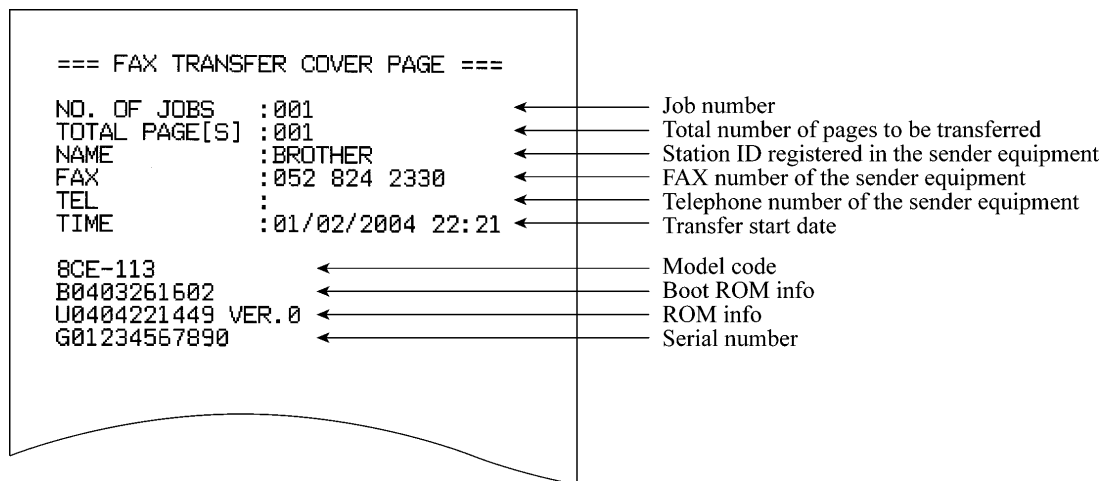 === FAX TRANSFER COVER PAGE ===
NO. OF JOBS :001 Job number
TOTAL PAGE[S] :001 Total number of pages to be transferred
NAME :BROTHER Station ID registered in the sender equipment
FAX :052 824 2330 FAX number of the sender equipment
TEL : Telephone number of the sender equipment
TIME :01/02/2004 22:21 Transfer start date
8CE-113 Model code
B0403261602 Boot ROM info
U0404221449 VER.0 ROM info
G01234567890 Serial number